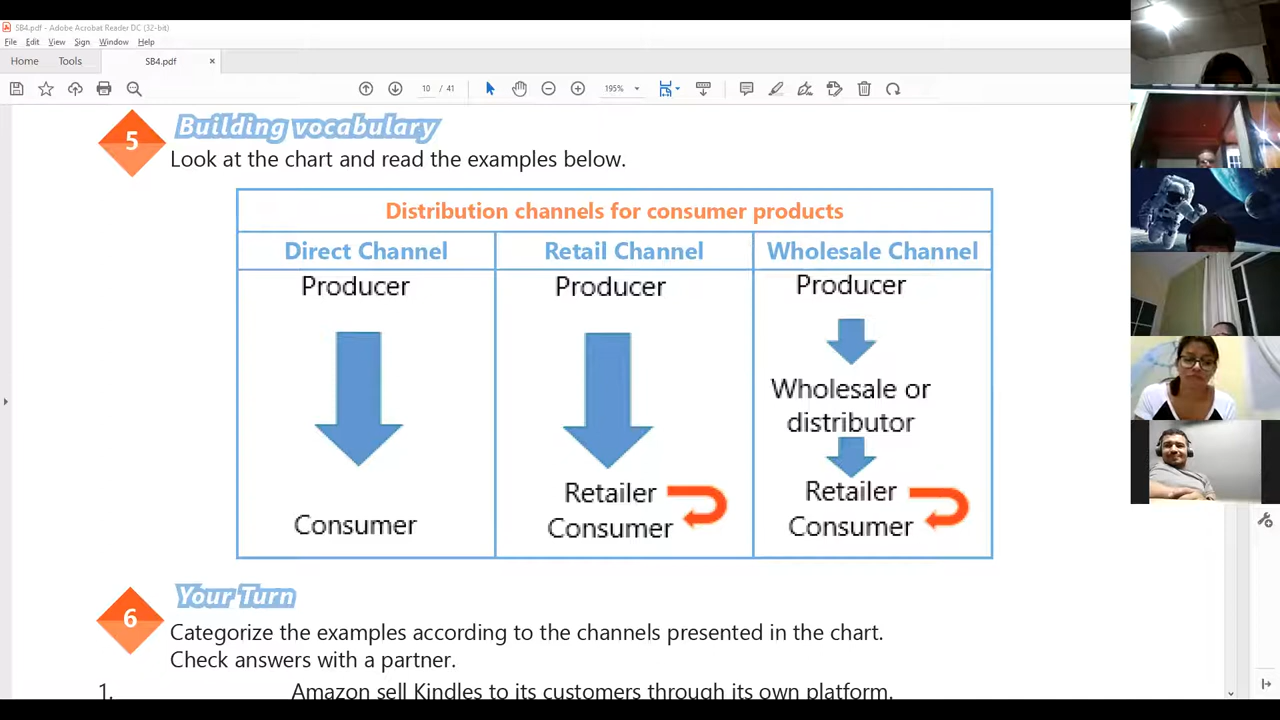 SB4.pdf - Adobe Acrobat Reader DC (32-bit)
File Edit View Sign Window Help
Home Tools SB4.pdf ×
10 / 41 195%
5 Building vocabulary
Look at the chart and read the examples below.
Distribution channels for consumer products
Direct Channel Retail Channel Wholesale Channel
Producer Producer Producer
Wholesale or
distributor
Retailer Retailer
Consumer Consumer Consumer
6 Your Turn
Categorize the examples according to the channels presented in the chart.
Check answers with a partner.
1. Amazon sell Kindles to its customers through its own platform.